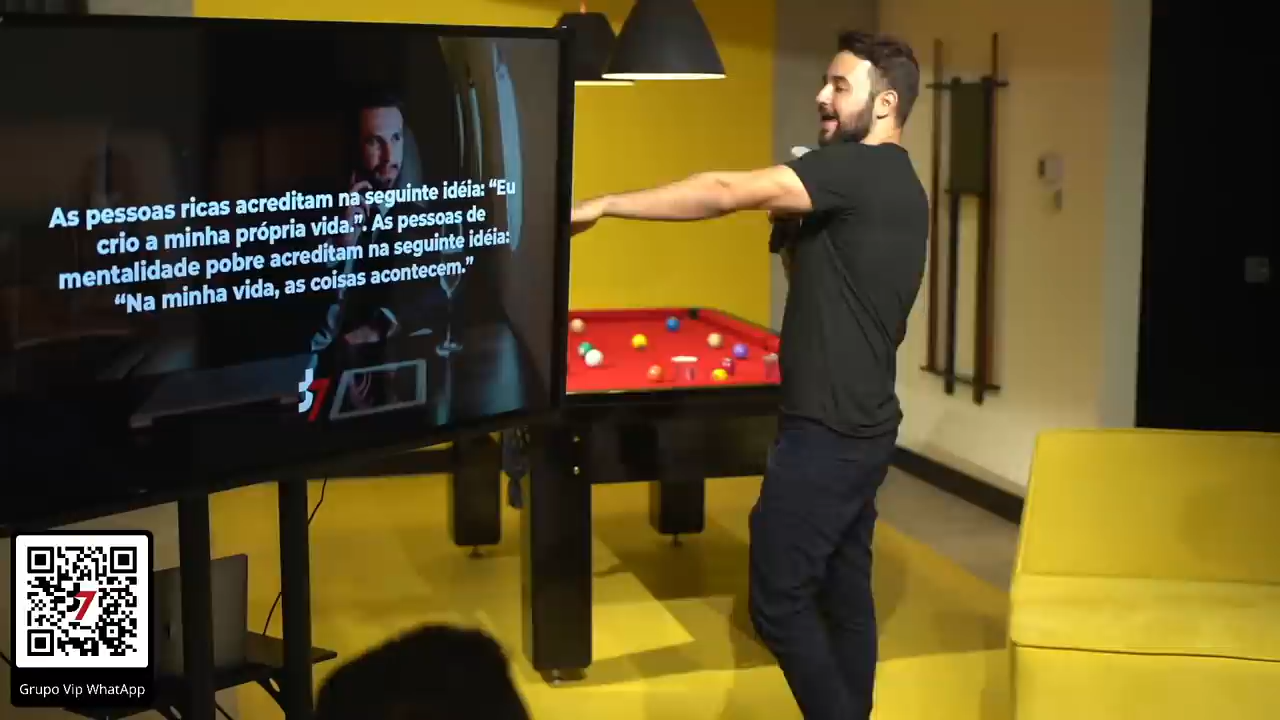 As pessoas ricas acreditam na seguinte idéia: “Eu
crio a minha própria vida.”. As pessoas de
mentalidade pobre acreditam na seguinte idéia:
“Na minha vida, as coisas acontecem.”
Grupo Vip WhatApp